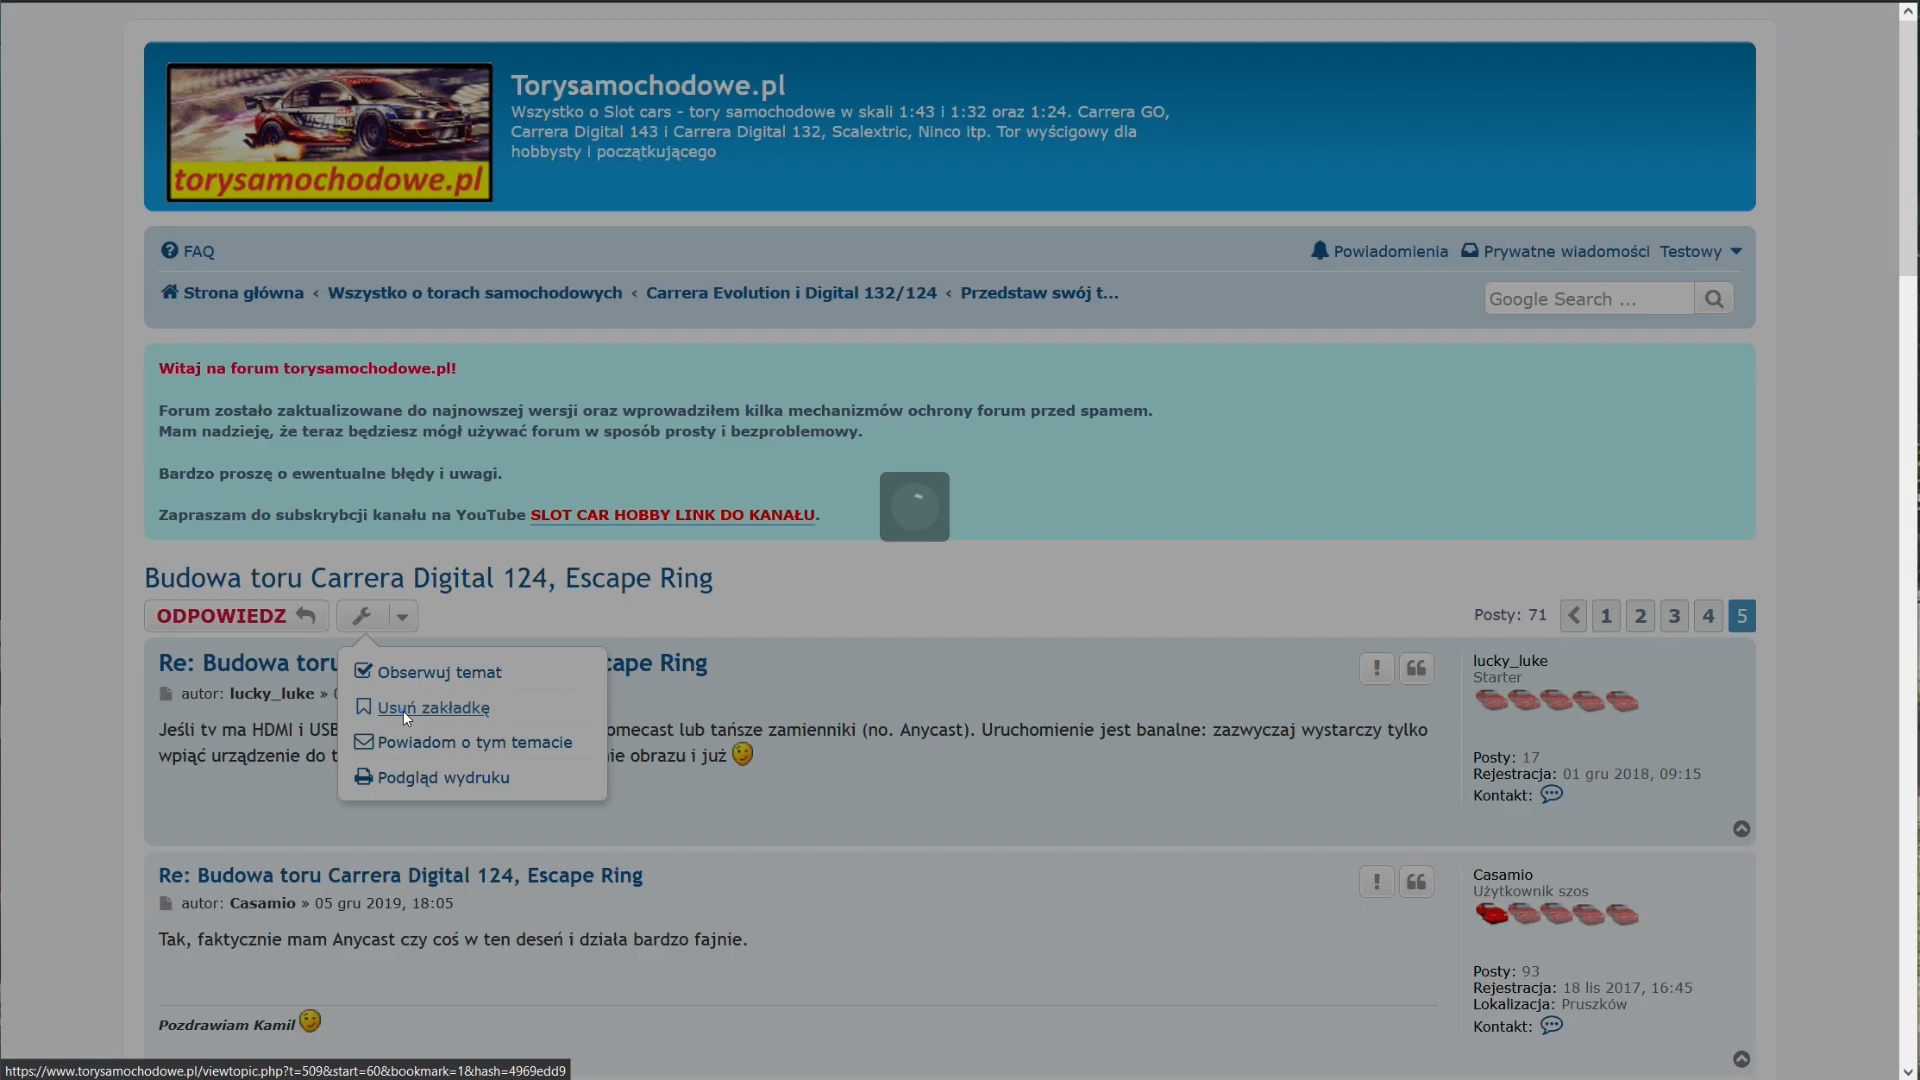 Torysamochodowe.pl
Wszystko o Slot cars - tory samochodowe w skali 1:43 i 1:32 oraz 1:24. Carrera GO,
Carrera Digital 143 i Carrera Digital 132, Scalextric, Ninco itp. Tor wyścigowy dla
hobbysty i początkującego
torysamochodowe.pl
FAQ
Powiadomienia Prywatne wiadomości Testowy
Strona główna ‹ Wszystko o torach samochodowych ‹ Carrera Evolution i Digital 132/124 ‹ Przedstaw swój t...
Google Search ...
Witaj na forum torysamochodowe.pl!
Forum zostało zaktualizowane do najnowszej wersji oraz wprowadziłem kilka mechanizmów ochrony forum przed spamem.
Mam nadzieję, że teraz będziesz mógł używać forum w sposób prosty i bezproblemowy.
Bardzo proszę o ewentualne błędy i uwagi.
Zapraszam do subskrybcji kanału na YouTube SLOT CAR HOBBY LINK DO KANAŁU.
Budowa toru Carrera Digital 124, Escape Ring
ODPOWIEDZ
Posty: 71 1 2 3 4 5
Re: Budowa toru
cape Ring
autor: lucky_luke »
Obserwuj temat
Usuń zakładkę
Powiadom o tym temacie
Podgląd wydruku
Jeśli tv ma HDMI i USB
omecast lub tańsze zamienniki (no. Anycast). Uruchomienie jest banalne: zazwyczaj wystarczy tylko
wpiąć urządzenie do t
ie obrazu i już
lucky_luke
Starter
Posty: 17
Rejestracja: 01 gru 2018, 09:15
Kontakt:
Re: Budowa toru Carrera Digital 124, Escape Ring
autor: Casamio » 05 gru 2019, 18:05
Tak, faktycznie mam Anycast czy coś w ten deseń i działa bardzo fajnie.
Pozdrawiam Kamil
Casamio
Użytkownik szos
Posty: 93
Rejestracja: 18 lis 2017, 16:45
Lokalizacja: Pruszków
Kontakt:
https://www.torysamochodowe.pl/viewtopic.php?t=509&start=60&bookmark=1&hash=4969edd9